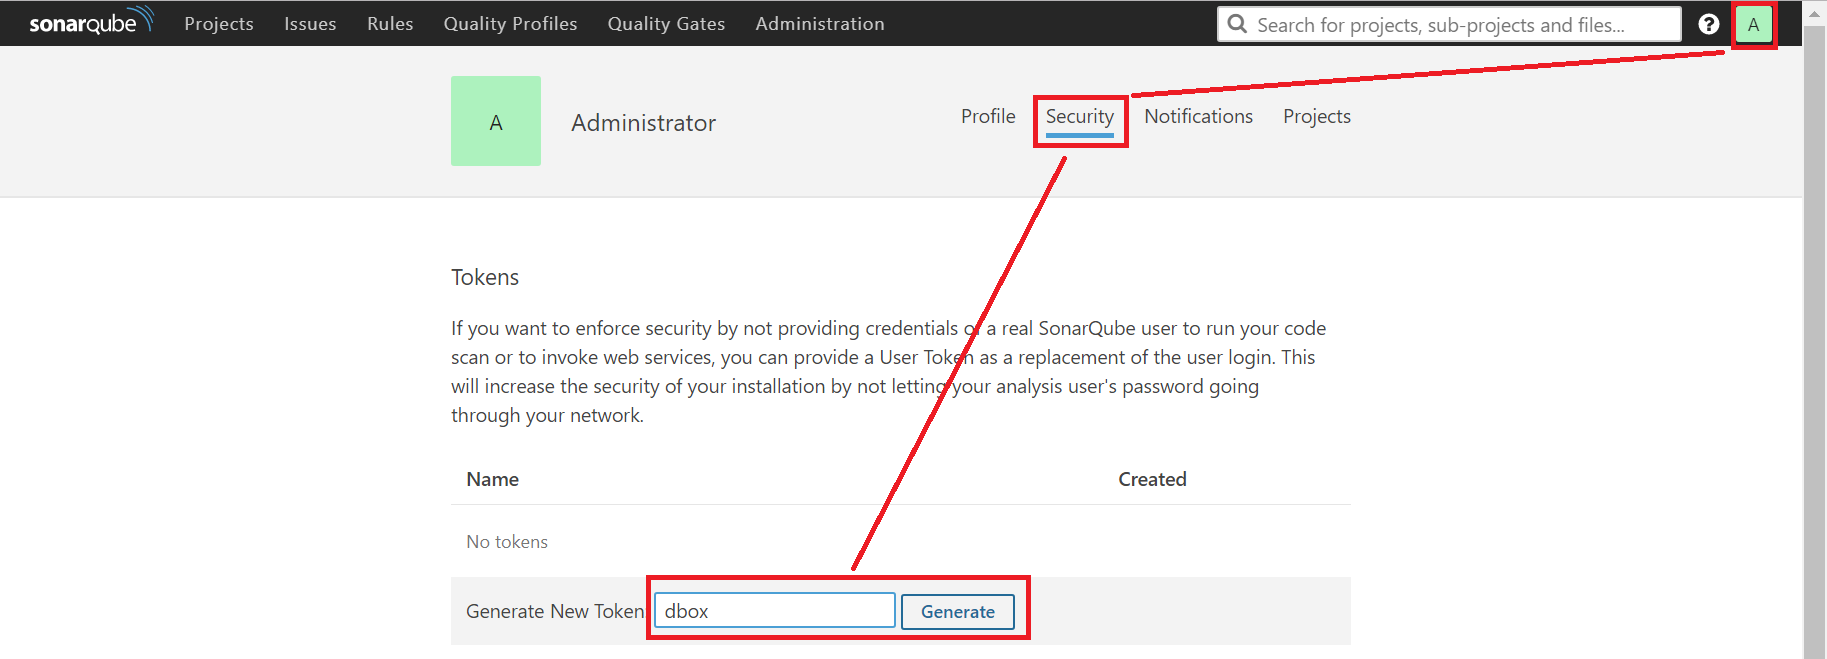 sonarqube Projects Issues Rules Quality Profiles Quality Gates Administration Search for projects, sub-projects and files... ? A
A Administrator Profile Security Notifications Projects
Tokens
If you want to enforce security by not providing credentials of a real SonarQube user to run your code
scan or to invoke web services, you can provide a User Token as a replacement of the user login. This
will increase the security of your installation by not letting your analysis user's password going
through your network.
Name Created
No tokens
Generate New Token dbox Generate